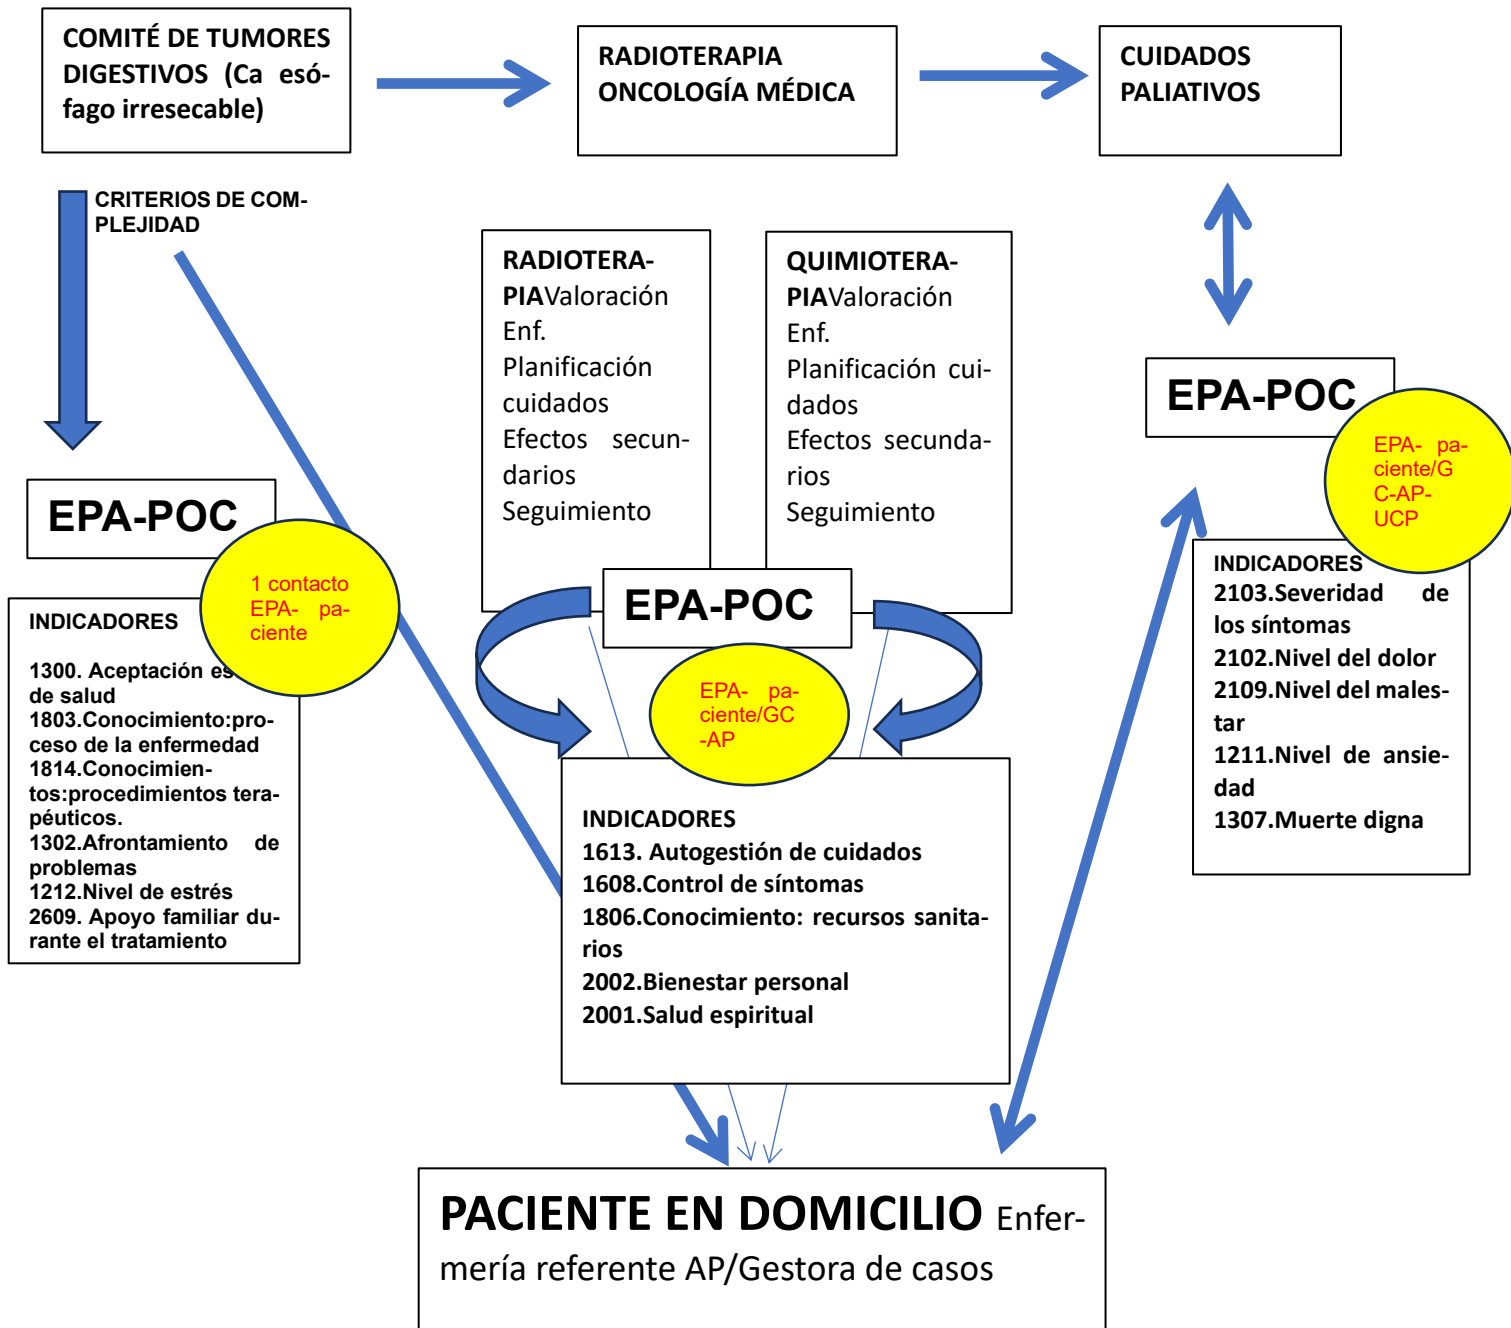 COMITÉ DE TUMORES
DIGESTIVOS (Ca esó-
fago irresecable)
RADIOTERAPIA
ONCOLOGÍA MÉDICA
CUIDADOS
PALIATIVOS
CRITERIOS DE COM-
PLEJIDAD
RADIOTERA-
PIAValoración
Enf.
Planificación
cuidados
Efectos secun-
darios
Seguimiento
QUIMIOTERA-
PIAValoración
Enf.
Planificación cui-
dados
Efectos secunda-
rios
Seguimiento
EPA-POC
EPA- pa-
ciente/G
C-AP-
UCP
EPA-POC
1 contacto
EPA- pa-
ciente
EPA-POC
EPA- pa-
ciente/GC
-AP
INDICADORES
1300. Aceptación es
de salud
1803.Conocimiento:pro-
ceso de la enfermedad
1814.Conocimien-
tos:procedimientos tera-
péuticos.
1302.Afrontamiento de
problemas
1212.Nivel de estrés
2609. Apoyo familiar du-
rante el tratamiento
INDICADORES
1613. Autogestión de cuidados
1608.Control de síntomas
1806.Conocimiento: recursos sanita-
rios
2002.Bienestar personal
2001.Salud espiritual
INDICADORES
2103.Severidad de
los síntomas
2102.Nivel del dolor
2109.Nivel del males-
tar
1211.Nivel de ansie-
dad
1307.Muerte digna
PACIENTE EN DOMICILIO Enfer-
mería referente AP/Gestora de casos